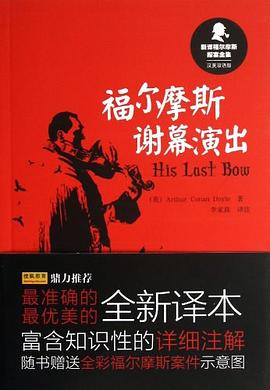 新译福尔摩斯
探案全集
汉英双语版
福尔摩斯
谢幕演出
His Last Bow
(英) Arthur Conan Doyle 著
李家真 译注
搜狐教育
鼎力推荐
最准确的
最优美的
全新译本
富含知识性的详细注解
随书赠送全彩福尔摩斯案件示意图